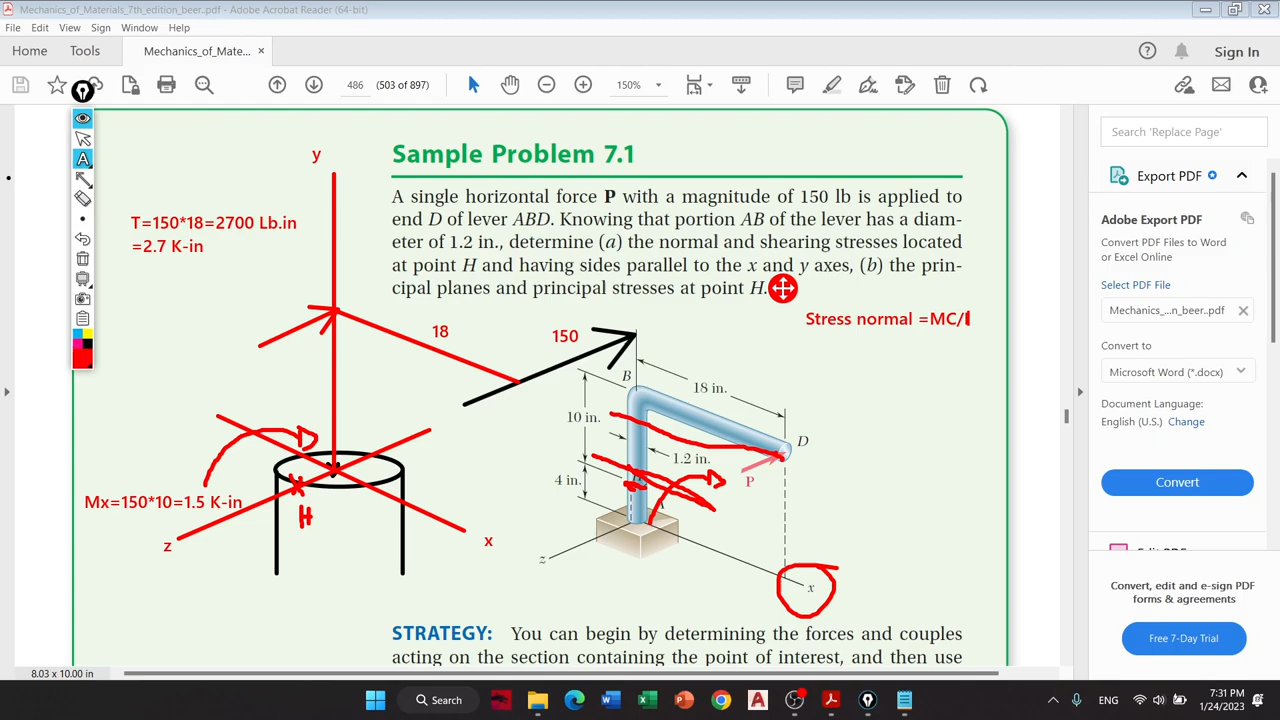 Mechanics_of_Materials_7th_edition_beer..pdf - Adobe Acrobat Reader (64-bit)
File Edit View Sign Window Help
Home Tools Mechanics_of_Mate... × Sign In
486 (503 of 897) 150%
Search 'Replace Page'
Export PDF
Adobe Export PDF
Convert PDF Files to Word
or Excel Online
Select PDF File
Mechanics_...n_beer..pdf
Convert to
Microsoft Word (*.docx)
Document Language:
English (U.S.) Change
Convert
Convert, edit and e-sign PDF
forms & agreements
Free 7-Day Trial
Sample Problem 7.1
A single horizontal force P with a magnitude of 150 lb is applied to
end D of lever ABD. Knowing that portion AB of the lever has a diam-
eter of 1.2 in., determine (a) the normal and shearing stresses located
at point H and having sides parallel to the x and y axes, (b) the prin-
cipal planes and principal stresses at point H.
y
T=150*18=2700 Lb.in
=2.7 K-in
Stress normal =MC/I
18
150
B
18 in.
10 in.
D
1.2 in.
P
4 in.
A
z
x
Mx=150*10=1.5 K-in
H
z
x
STRATEGY: You can begin by determining the forces and couples
acting on the section containing the point of interest, and then use
8.03 x 10.00 in
Search
ENG
7:31 PM
1/24/2023